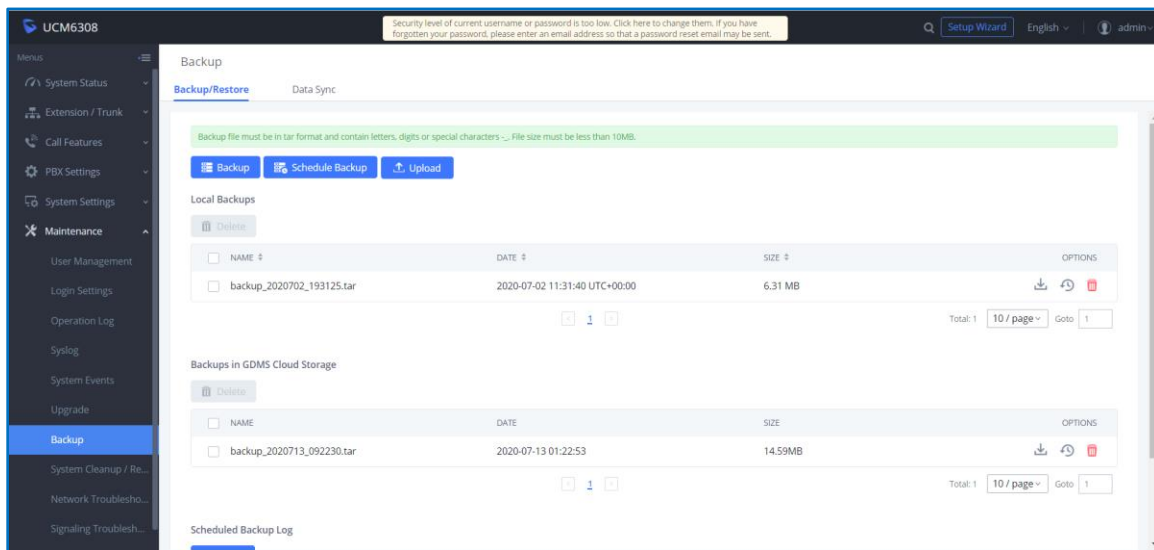 UCM6308
Security level of current username or password is too low. Click here to change them. If you have
forgotten your password, please enter an email address so that a password reset email may be sent.
Setup Wizard
English
admin
Menus
System Status
Extension / Trunk
Call Features
PBX Settings
System Settings
Maintenance
User Management
Login Settings
Operation Log
Syslog
System Events
Upgrade
Backup
System Cleanup / Re...
Network Troublesho...
Signaling Troublesh...
Backup
Backup/Restore Data Sync
Backup file must be in tar format and contain letters, digits or special characters -_. File size must be less than 10MB.
Backup Schedule Backup Upload
Local Backups
Delete
NAME DATE SIZE OPTIONS
backup_2020702_193125.tar 2020-07-02 11:31:40 UTC+00:00 6.31 MB
1 Total: 1 10 / page Goto 1
Backups in GDMS Cloud Storage
Delete
NAME DATE SIZE OPTIONS
backup_2020713_092230.tar 2020-07-13 01:22:53 14.59MB
1 Total: 1 10 / page Goto 1
Scheduled Backup Log